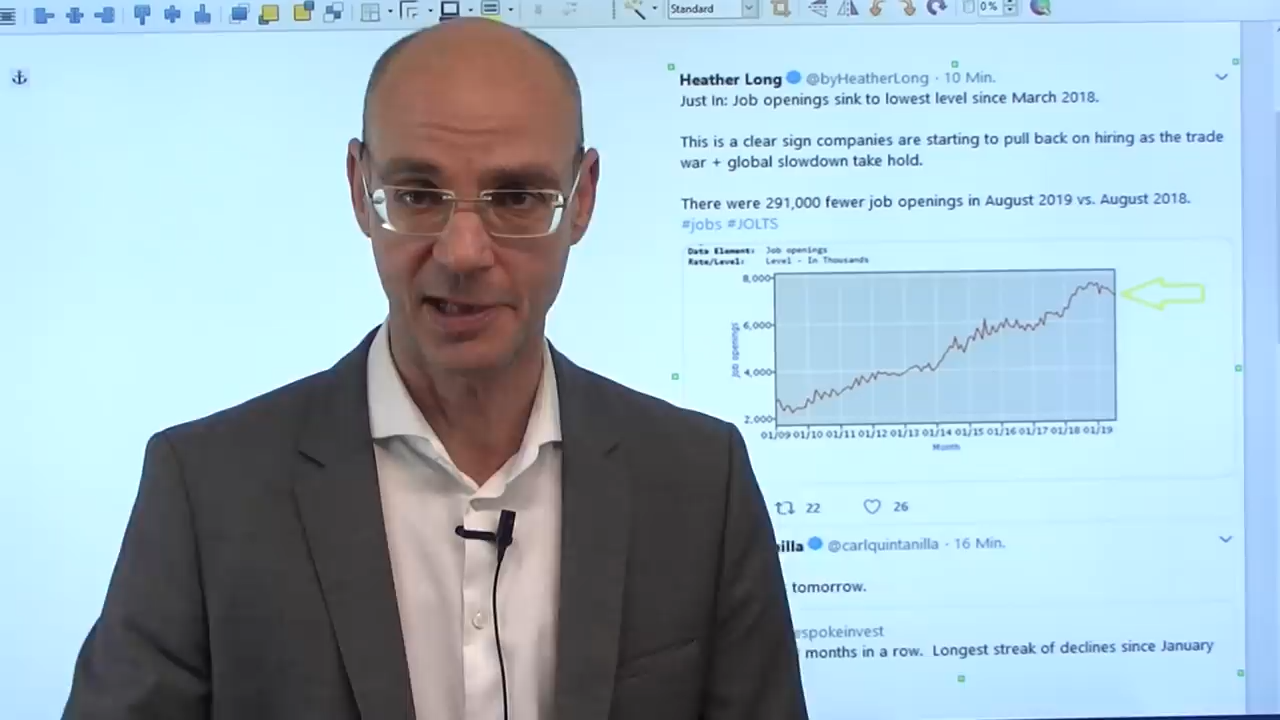 Standard
0%
Heather Long @byHeatherLong · 10 Min.
Just In: Job openings sink to lowest level since March 2018.
This is a clear sign companies are starting to pull back on hiring as the trade
war + global slowdown take hold.
There were 291,000 fewer job openings in August 2019 vs. August 2018.
#jobs #JOLTS
Data Element: Job openings
Rate/Level: Level - In Thousands
8,000
6,000
4,000
2,000
Job openings
01/09 01/10 01/11 01/12 01/13 01/14 01/15 01/16 01/17 01/18 01/19
Month
22 26
illa @carlquintanilla · 16 Min.
tomorrow.
spokeinvest
months in a row. Longest streak of declines since January